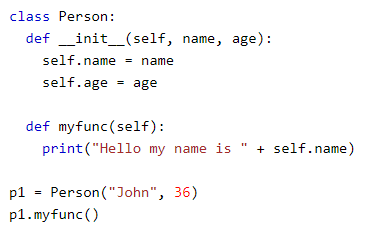 class Person:
  def __init__(self, name, age):
    self.name = name
    self.age = age

  def myfunc(self):
    print("Hello my name is " + self.name)

p1 = Person("John", 36)
p1.myfunc()